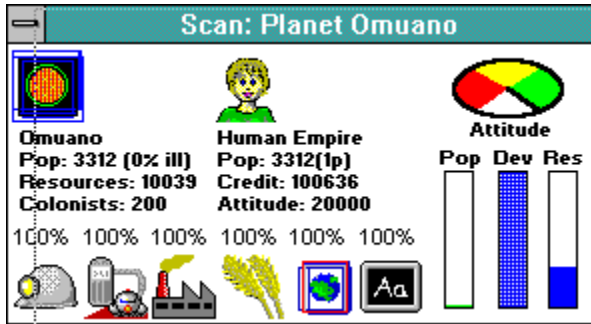 Scan: Planet Omuano
Omuano
Pop: 3312 (0% ill)
Resources: 10039
Colonists: 200
Human Empire
Pop: 3312(1p)
Credit: 100636
Attitude: 20000
Attitude
Pop Dev Res
100% 100% 100% 100% 100% 100%
Aa